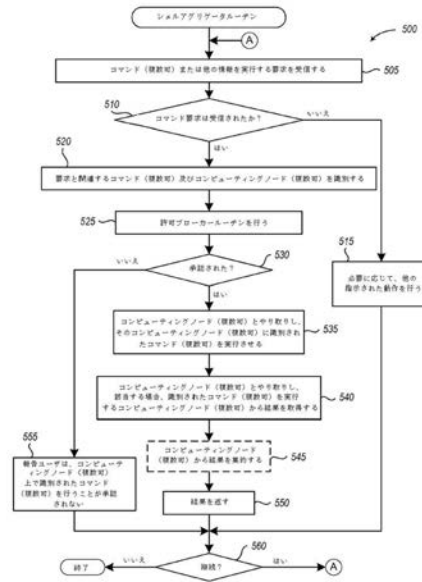 シェルアグリゲータルーチン
A
500
コマンド（複数可）または他の情報を実行する要求を受信する
505
510
コマンド要求は受信されたか？
いいえ
はい
520
要求と関連するコマンド（複数可）及びコンピューティングノード（複数可）を識別する
525
許可ブローカールーチンを行う
530
いいえ
承認された？
はい
515
必要に応じて、他の
指示された動作を行う
コンピューティングノード（複数可）とやり取りし、
そのコンピューティングノード（複数可）に識別され
たコマンド（複数可）を実行させる
535
コンピューティングノード（複数可）とやり取りし、
該当する場合、識別されたコマンド（複数可）を実行
するコンピューティングノード（複数可）から結果を取得する
540
コンピューティングノード
（複数可）から結果を集約する
545
555
報告ユーザは、コンピューティ
ングノード（複数可）
上で識別されたコマンド
（複数可）を行うことが承認
されない
結果を返す
550
560
継続？
いいえ
はい
終了
A